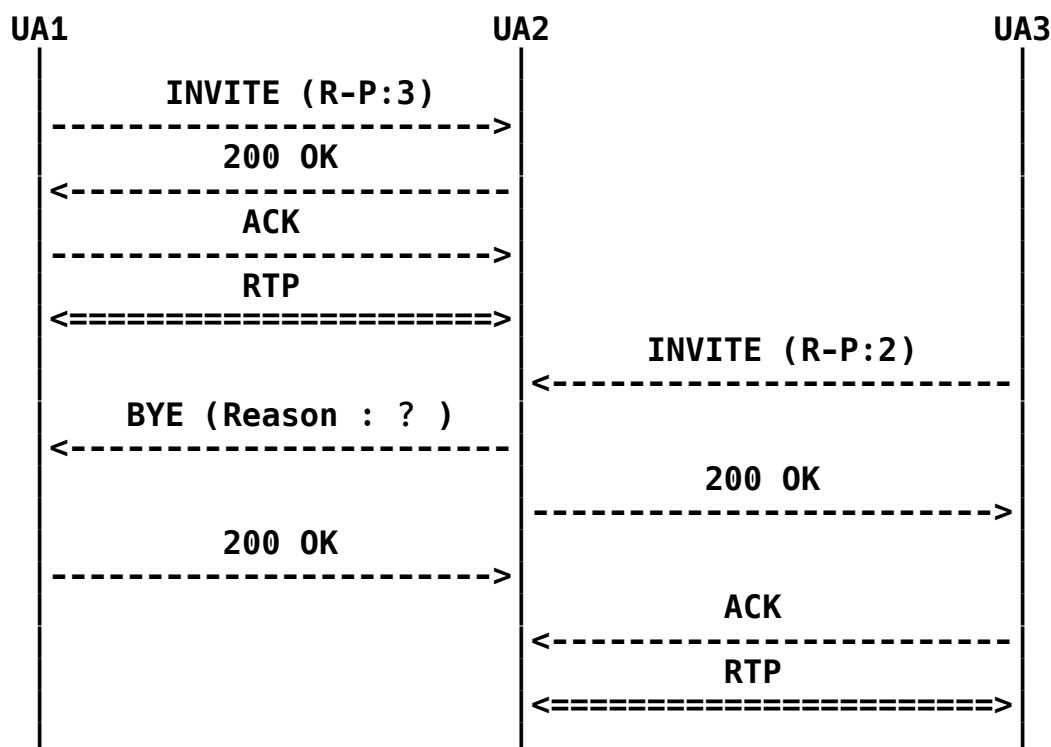 UA1 UA2 UA3
INVITE (R-P:3)
---------------------->
200 OK
<----------------------
ACK
---------------------->
RTP
<=====================>
INVITE (R-P:2)
<-----------------------
BYE (Reason : ? )
<----------------------
200 OK
----------------------->
200 OK
---------------------->
ACK
<-----------------------
RTP
<======================>